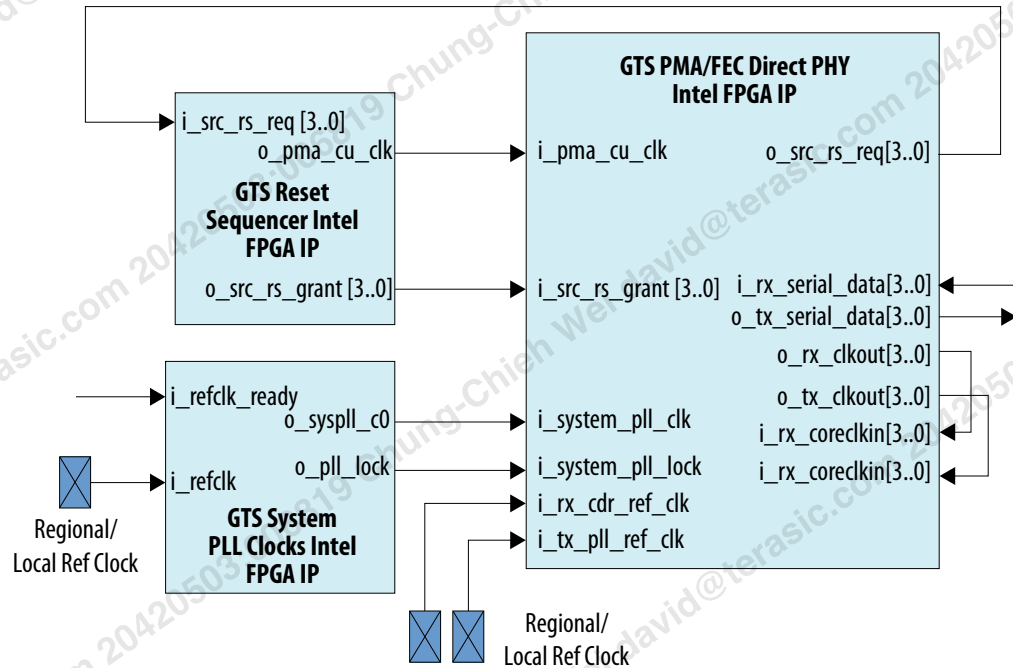 GTS PMA/FEC Direct PHY
Intel FPGA IP
i_src_rs_req [3..0]
o_pma_cu_clk
GTS Reset
Sequencer Intel
FPGA IP
o_src_rs_grant [3..0]
i_pma_cu_clk
o_src_rs_req[3..0]
i_src_rs_grant [3..0]
i_rx_serial_data[3..0]
o_tx_serial_data[3..0]
o_rx_clkout[3..0]
o_tx_clkout[3..0]
i_rx_coreclkin[3..0]
i_rx_coreclkin[3..0]
i_system_pll_clk
i_system_pll_lock
i_rx_cdr_ref_clk
i_tx_pll_ref_clk
i_refclk_ready
o_syspll_c0
o_pll_lock
i_refclk
GTS System
PLL Clocks Intel
FPGA IP
Regional/
Local Ref Clock
Regional/
Local Ref Clock